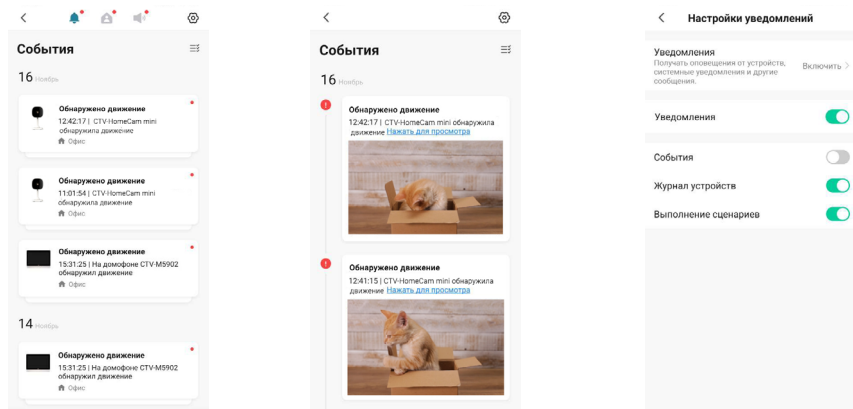 События
16 Ноябрь
Обнаружено движение
12:42:17 | CTV-HomeCam mini
обнаружила движение
Офис
Обнаружено движение
11:01:54 | CTV-HomeCam mini
обнаружила движение
Офис
Обнаружено движение
15:31:25 | На домофоне CTV-M5902
обнаружил движение
Офис
14 Ноябрь
Обнаружено движение
15:31:25 | На домофоне CTV-M5902
обнаружил движение
Офис
События
16 Ноябрь
Обнаружено движение
12:42:17 | CTV-HomeCam mini обнаружила
движение Нажать для просмотра
Обнаружено движение
12:41:15 | CTV-HomeCam mini обнаружила
движение Нажать для просмотра
Настройки уведомлений
Уведомления
Получать оповещения от устройств,
системные уведомления и другие
сообщения.
Включить
Уведомления
События
Журнал устройств
Выполнение сценариев